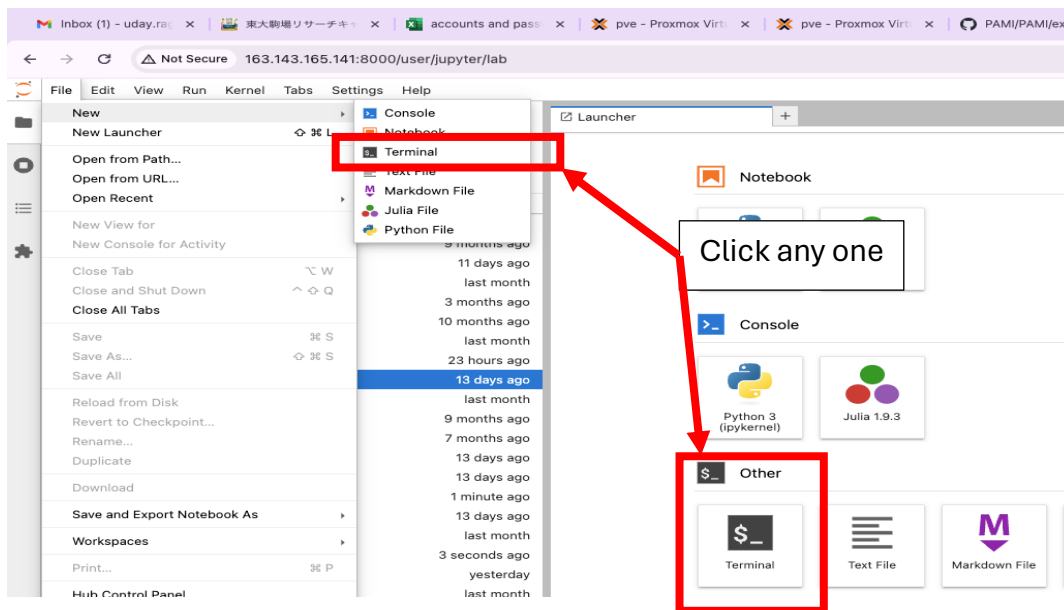 Inbox (1) - uday.rag
東大駒場リサーチキャ
accounts and pass
pve - Proxmox Virt
pve - Proxmox Virt
PAMI/PAMI/ex
Not Secure 163.143.165.141:8000/user/jupyter/lab
File Edit View Run Kernel Tabs Settings Help
New
New Launcher ⇧ ⌘ L
Open from Path...
Open from URL...
Open Recent
New View for
New Console for Activity
Close Tab ⌥ W
Close and Shut Down ^ ⇧ Q
Close All Tabs
Save ⌘ S
Save As... ⇧ ⌘ S
Save All
Reload from Disk
Revert to Checkpoint...
Rename...
Duplicate
Download
Save and Export Notebook As
Workspaces
Print... ⌘ P
Hub Control Panel
Console
Notebook
Terminal
Text File
Markdown File
Julia File
Python File
9 months ago
11 days ago
last month
3 months ago
10 months ago
last month
23 hours ago
13 days ago
last month
9 months ago
7 months ago
13 days ago
13 days ago
1 minute ago
13 days ago
last month
3 seconds ago
yesterday
last month
Launcher
Notebook
Click any one
Console
Python 3
(ipykernel)
Julia 1.9.3
$_ Other
$_
Terminal
Text File
Markdown File